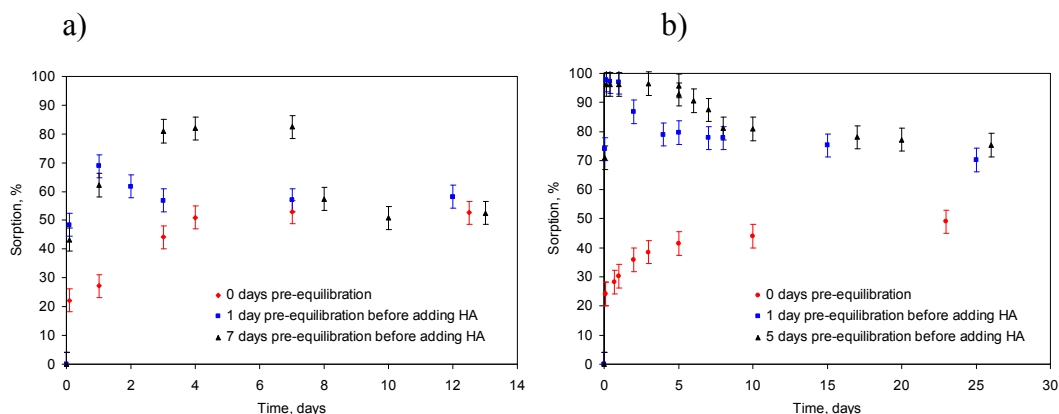 a)
100
90
80
70
60
50
40
30
20
10
0
Sorption, %
0 days pre-equilibration
1 day pre-equilibration before adding HA
7 days pre-equilibration before adding HA
0 2 4 6 8 10 12 14
Time, days
b)
100
90
80
70
60
50
40
30
20
10
0
Sorption, %
0 days pre-equilibration
1 day pre-equilibration before adding HA
5 days pre-equilibration before adding HA
0 5 10 15 20 25 30
Time, days